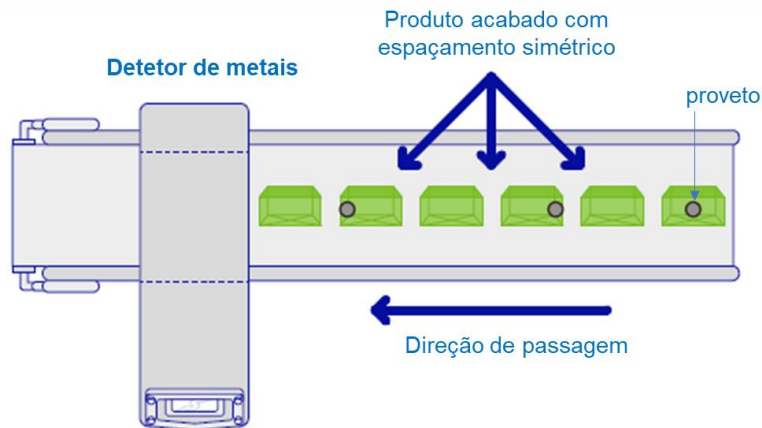 Produto acabado com
espaçamento simétrico
Detetor de metais
proveto
Direção de passagem